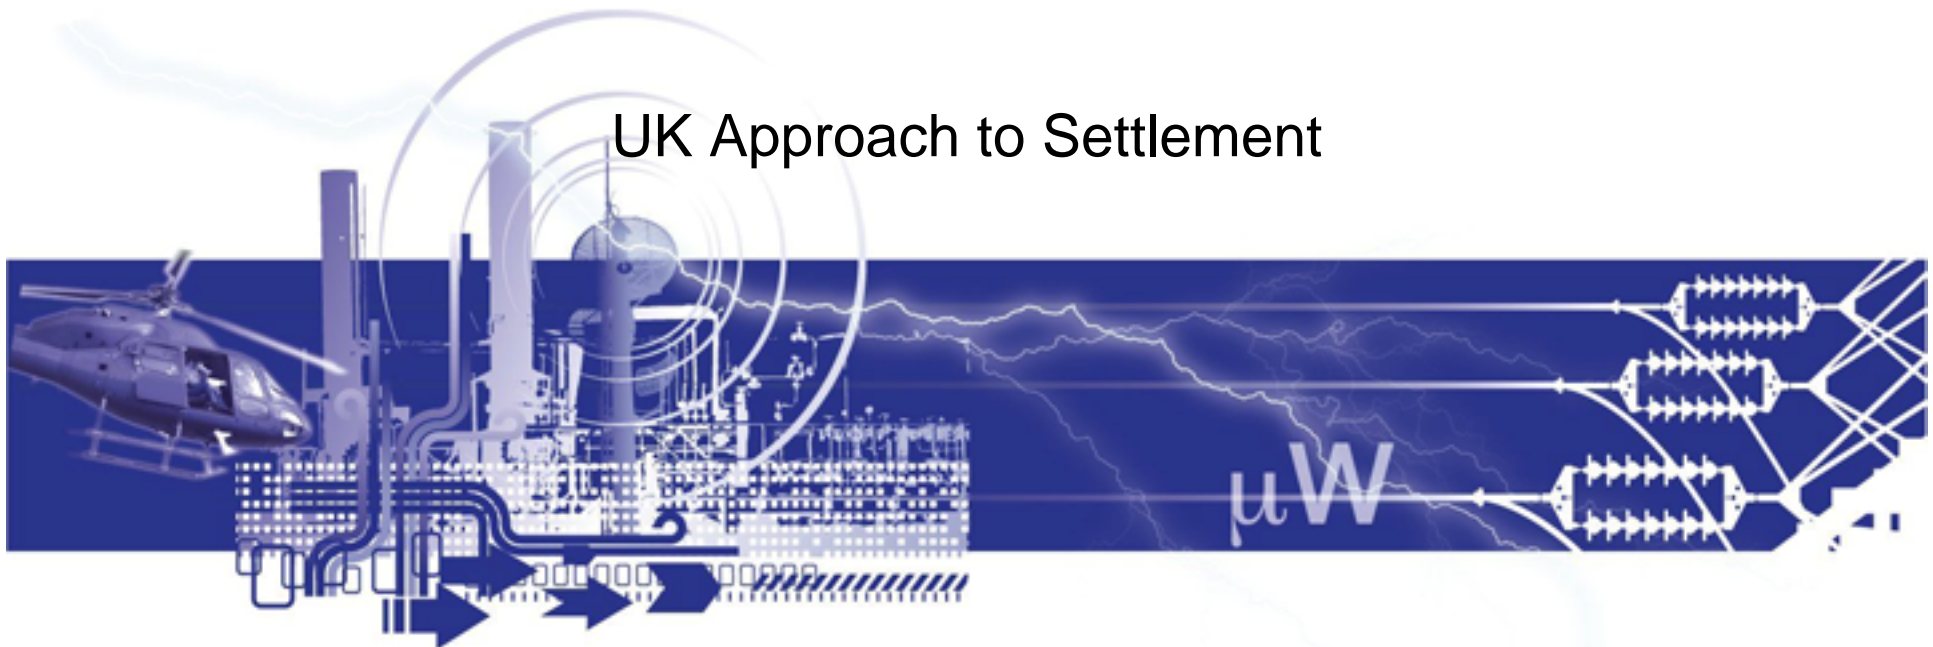 UK Approach to Settlement
μW